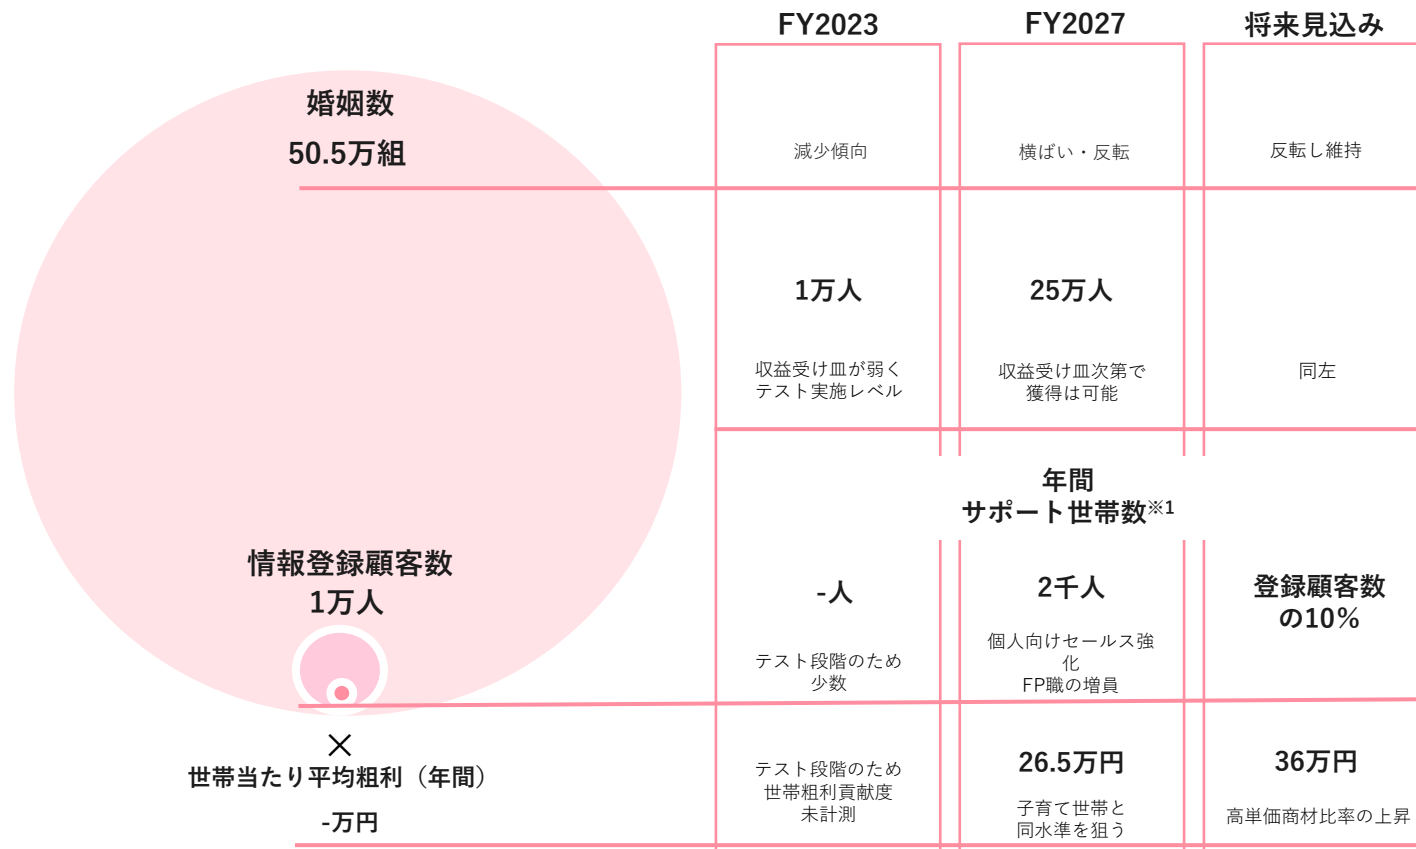 FY2023
FY2027
将来見込み
婚姻数
50.5万組
減少傾向
横ばい・反転
反転し維持
1万人
収益受け皿が弱く
テスト実施レベル
25万人
収益受け皿次第で
獲得は可能
同左
年間
サポート世帯数※1
情報登録顧客数
1万人
-人
テスト段階のため
少数
2千人
個人向けセールス強
化
FP職の増員
登録顧客数
の10%
×
世帯当たり平均粗利（年間）
-万円
テスト段階のため
世帯粗利貢献度
未計測
26.5万円
子育て世帯と
同水準を狙う
36万円
高単価商材比率の上昇